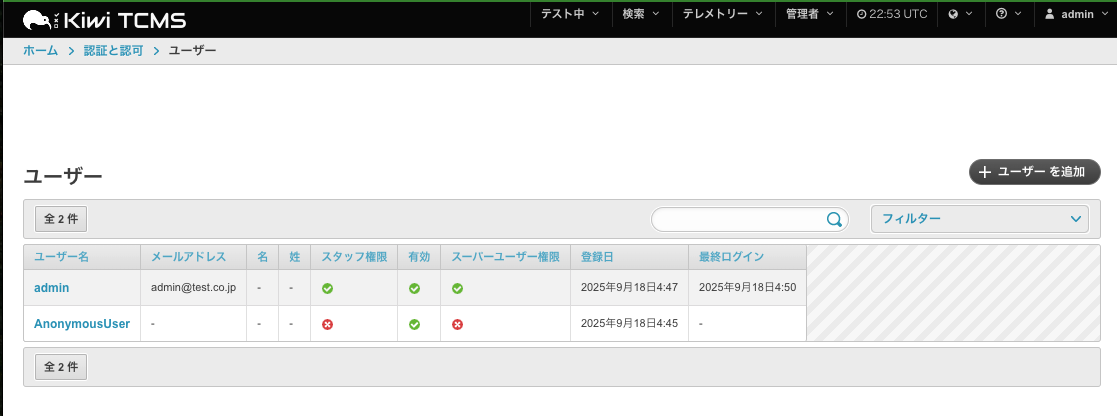 Kiwi TCMS テスト中 検索 テレメトリー 管理者 22:53 UTC admin
ホーム 認証と認可 ユーザー
ユーザー ユーザー を追加
全 2 件 フィルター
ユーザー名 メールアドレス 名 姓 スタッフ権限 有効 スーパーユーザー権限 登録日 最終ログイン
admin admin@test.co.jp - - 2025年9月18日4:47 2025年9月18日4:50
AnonymousUser - - - 2025年9月18日4:45 -
全 2 件